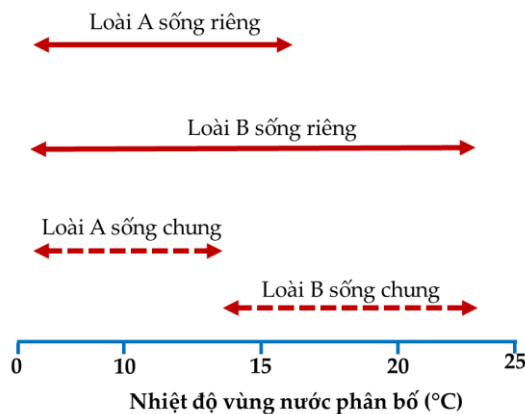 Loài A sống riêng
Loài B sống riêng
Loài A sống chung
Loài B sống chung
0 10 15 20 25
Nhiệt độ vùng nước phân bố (°C)